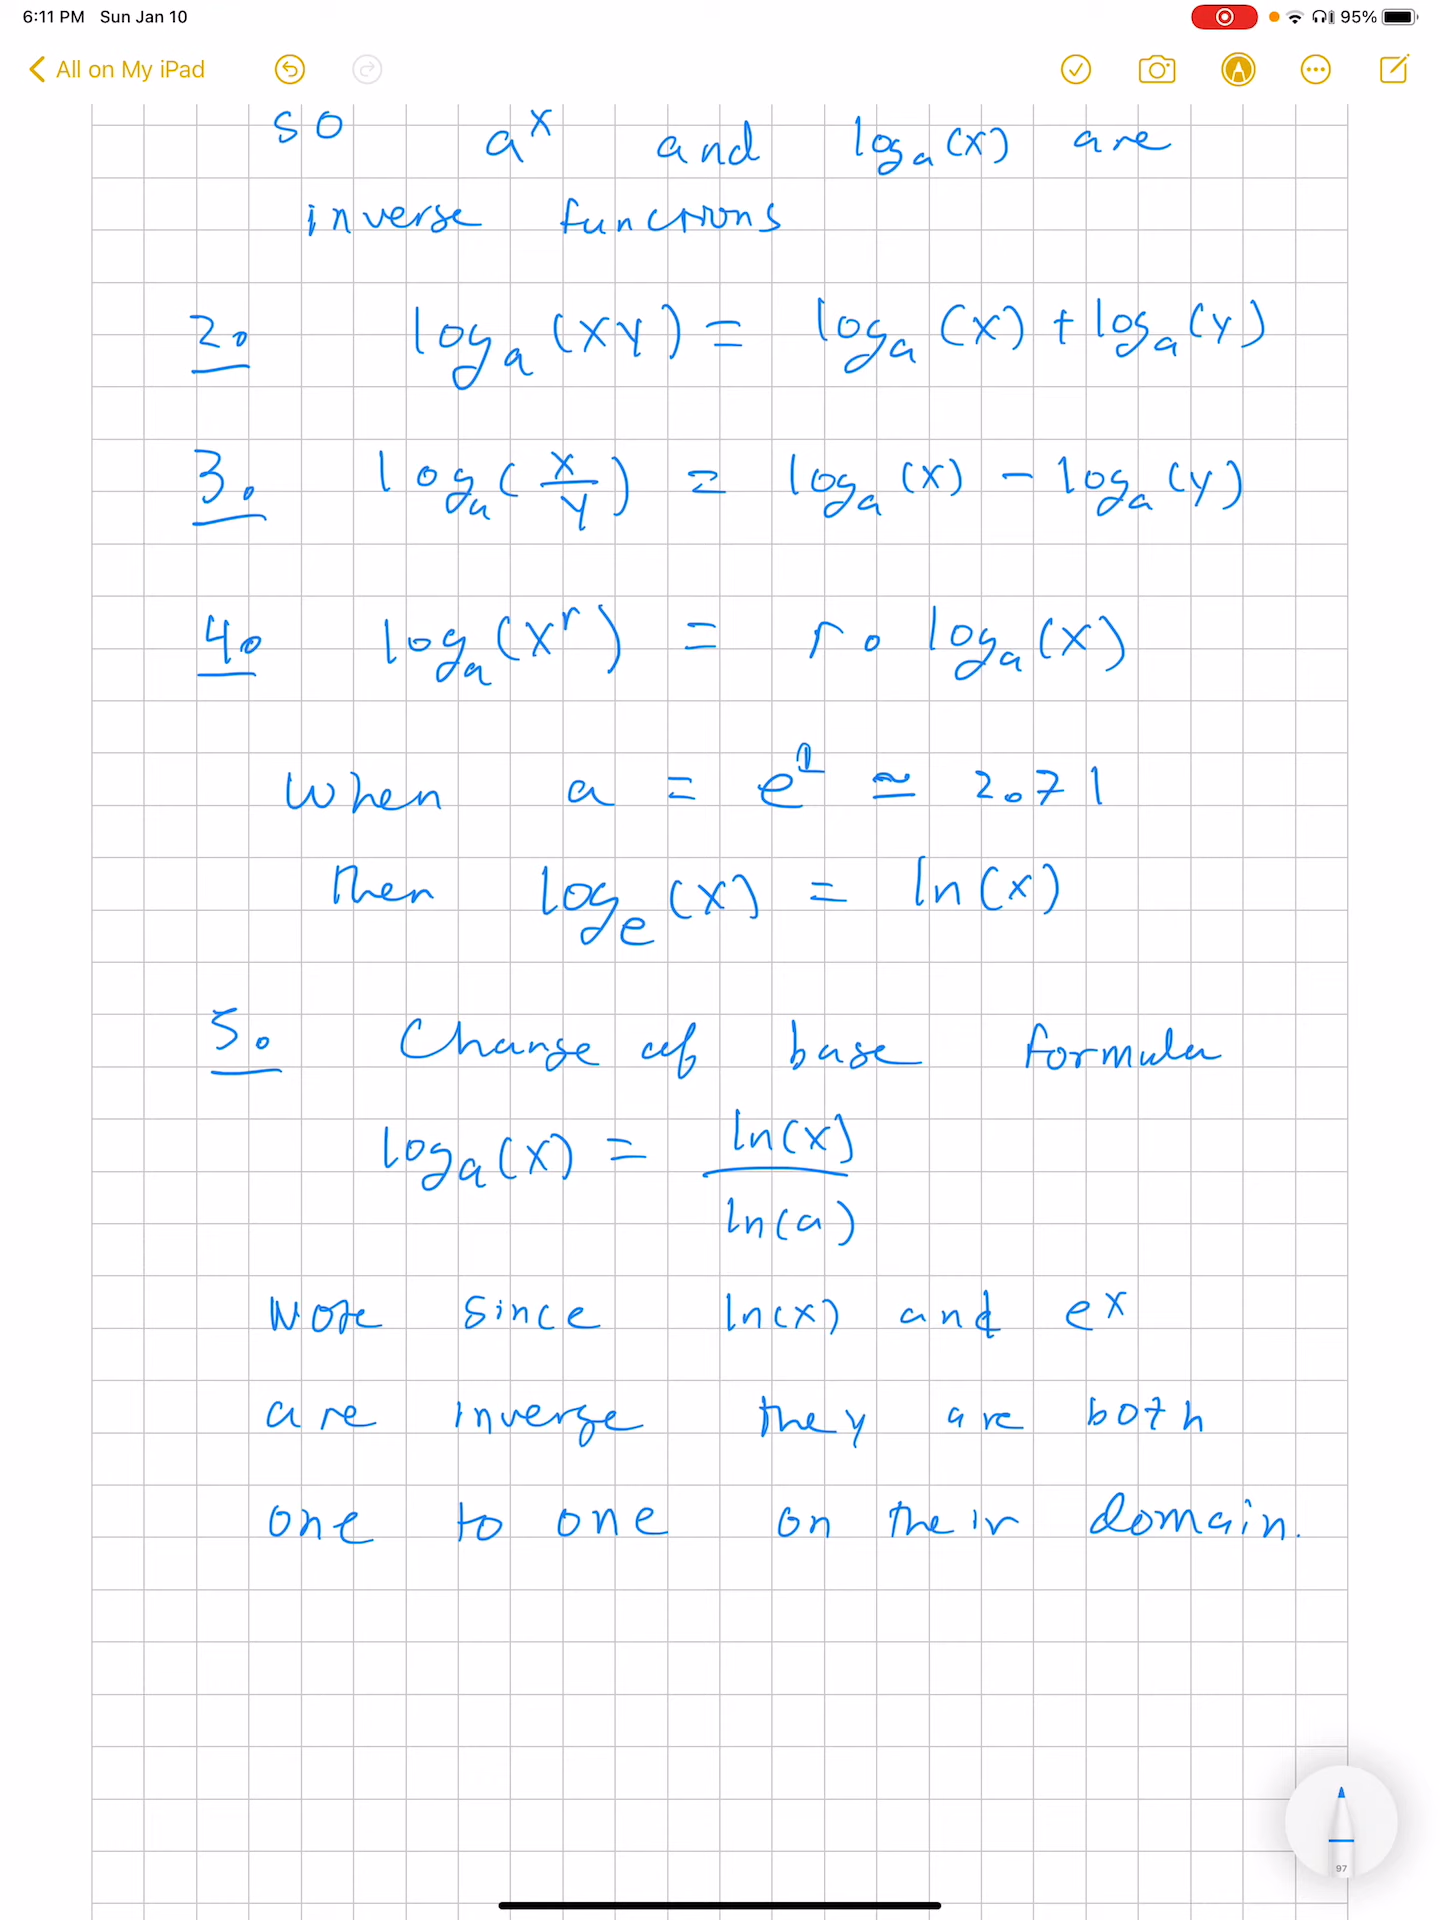 6:11 PM Sun Jan 10 95%
All on My iPad
so a^x and log_a(x) are
inverse functions
2. log_a(xy) = log_a(x) + log_a(y)
3. log_a(x/y) = log_a(x) - log_a(y)
4. log_a(x^r) = r · log_a(x)
When a = e^1 ≃ 2.71
then log_e(x) = ln(x)
5. Change of base formula
log_a(x) = ln(x)/ln(a)
Note since ln(x) and e^x
are inverse they are both
one to one on their domain.
97